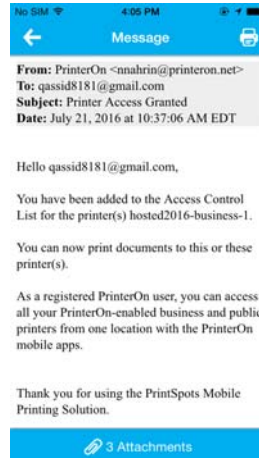 No SIM 4:05 PM
Message
From: PrinterOn <nnahrin@printeron.net>
To: qassid8181@gmail.com
Subject: Printer Access Granted
Date: July 21, 2016 at 10:37:06 AM EDT
Hello qassid8181@gmail.com,
You have been added to the Access Control
List for the printer(s) hosted2016-business-1.
You can now print documents to this or these
printer(s).
As a registered PrinterOn user, you can access
all your PrinterOn-enabled business and public
printers from one location with the PrinterOn
mobile apps.
Thank you for using the PrintSpots Mobile
Printing Solution.
3 Attachments